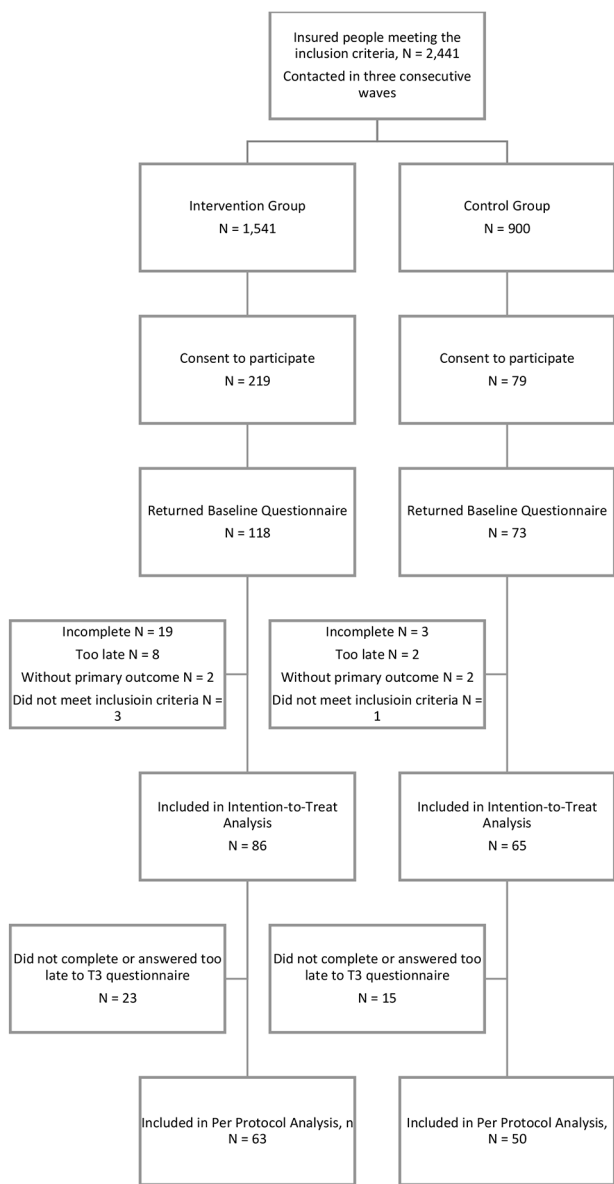 Insured people meeting the
inclusion criteria, N = 2,441
Contacted in three consecutive
waves
Intervention Group
N = 1,541
Control Group
N = 900
Consent to participate
N = 219
Consent to participate
N = 79
Returned Baseline Questionnaire
N = 118
Returned Baseline Questionnaire
N = 73
Incomplete N = 19
Too late N = 8
Without primary outcome N = 2
Did not meet inclusioin criteria N =
3
Incomplete N = 3
Too late N = 2
Without primary outcome N = 2
Did not meet inclusioin criteria N =
1
Included in Intention-to-Treat
Analysis
N = 86
Included in Intention-to-Treat
Analysis
N = 65
Did not complete or answered too
late to T3 questionnaire
N = 23
Did not complete or answered too
late to T3 questionnaire
N = 15
Included in Per Protocol Analysis, n
N = 63
Included in Per Protocol Analysis,
N = 50